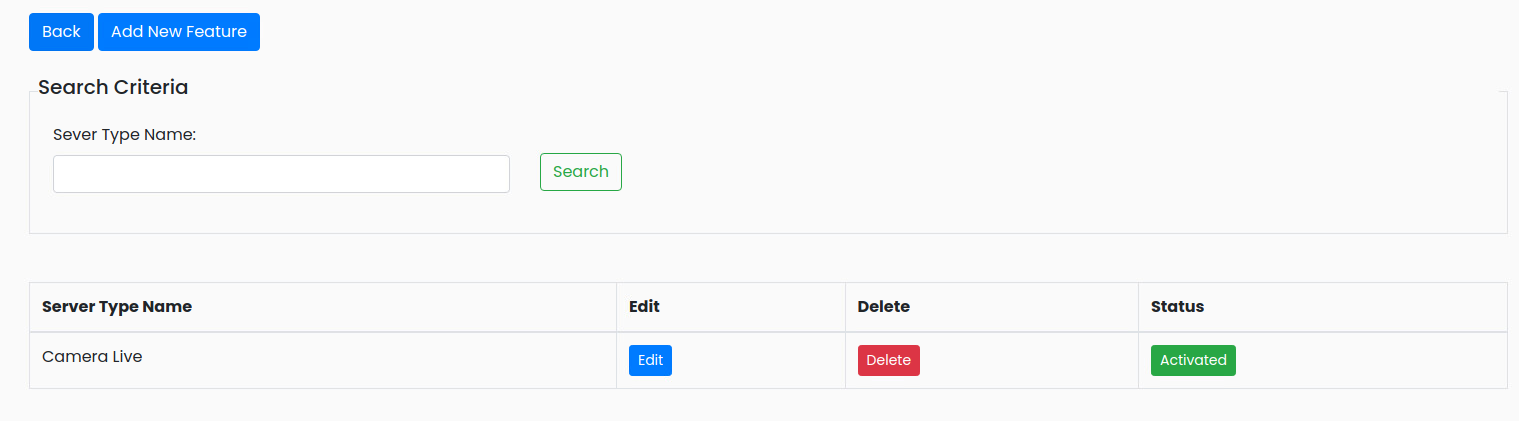 Back Add New Feature
Search Criteria
Sever Type Name:
Search
Server Type Name Edit Delete Status
Camera Live Edit Delete Activated